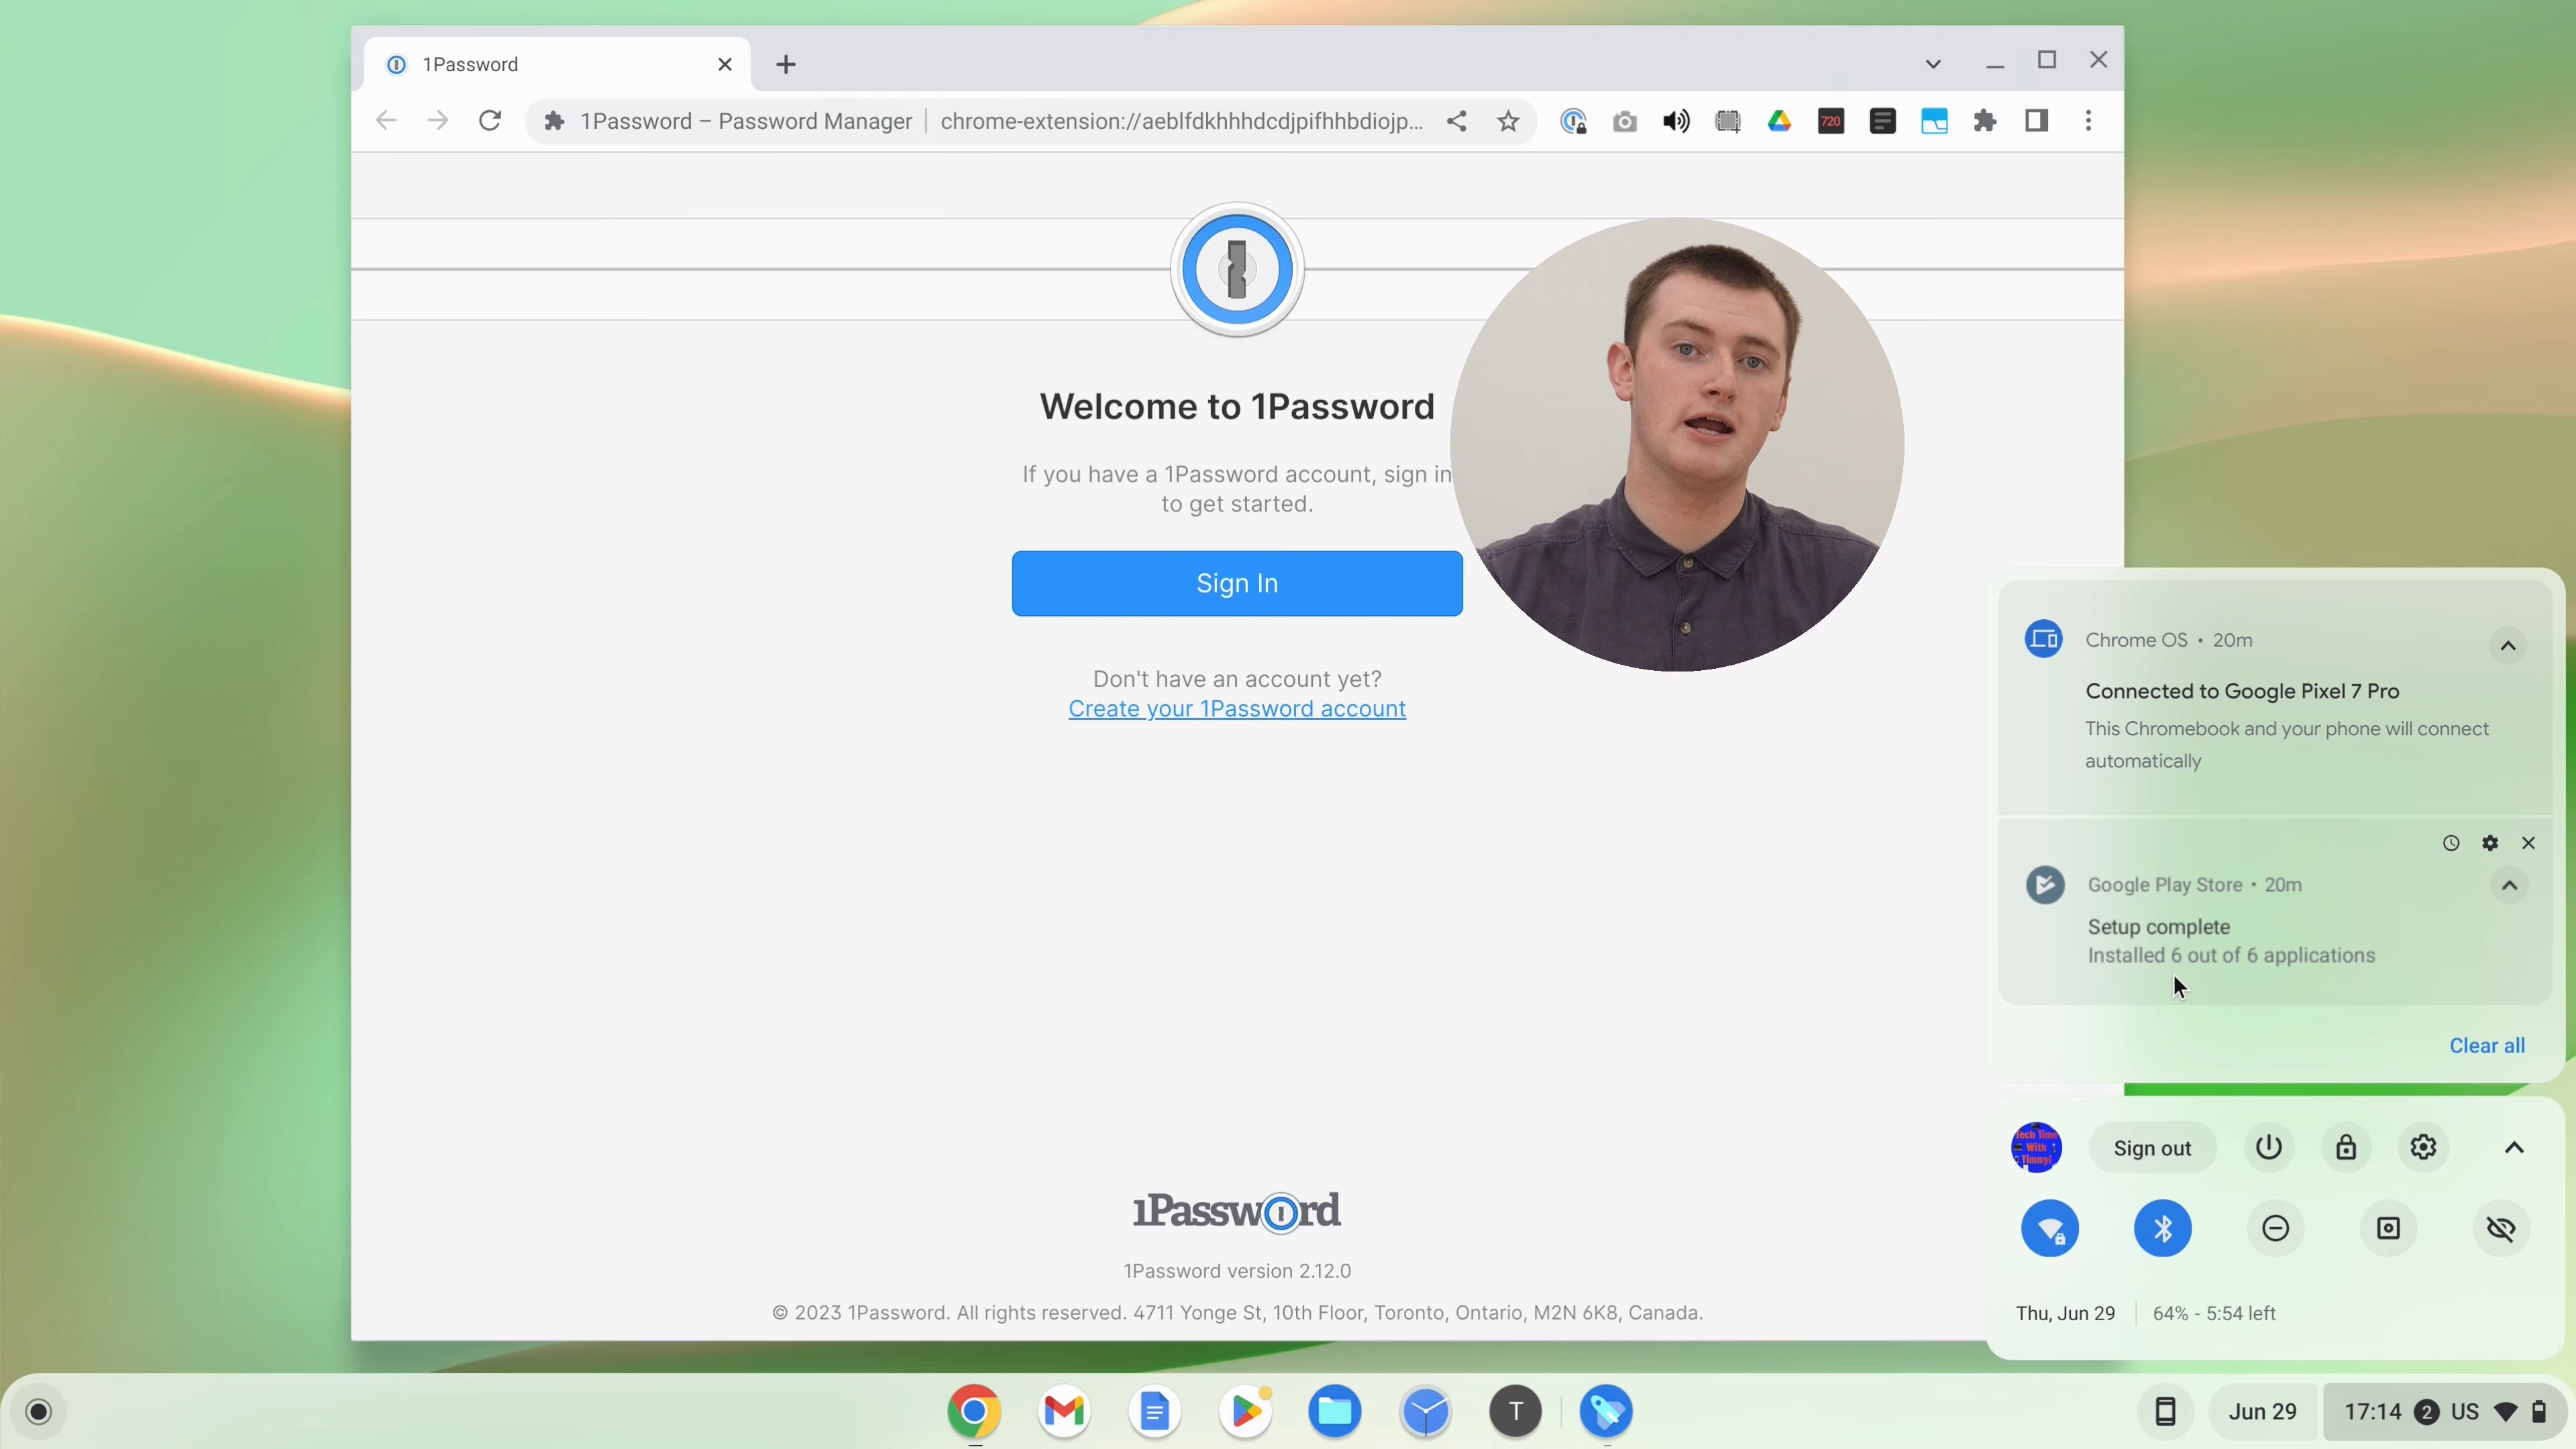 1Password
1Password – Password Manager
chrome-extension://aeblfdkhhhdcdjpifhhbdiojp...
720
Welcome to 1Password
If you have a 1Password account, sign in
to get started.
Sign In
Don't have an account yet?
Create your 1Password account
1Password
1Password version 2.12.0
© 2023 1Password. All rights reserved. 4711 Yonge St, 10th Floor, Toronto, Ontario, M2N 6K8, Canada.
Chrome OS • 20m
Connected to Google Pixel 7 Pro
This Chromebook and your phone will connect
automatically
Google Play Store • 20m
Setup complete
Installed 6 out of 6 applications
Clear all
Tech Time
With
Timmy!
Sign out
Thu, Jun 29
64% - 5:54 left
T
Jun 29
17:14 2 US